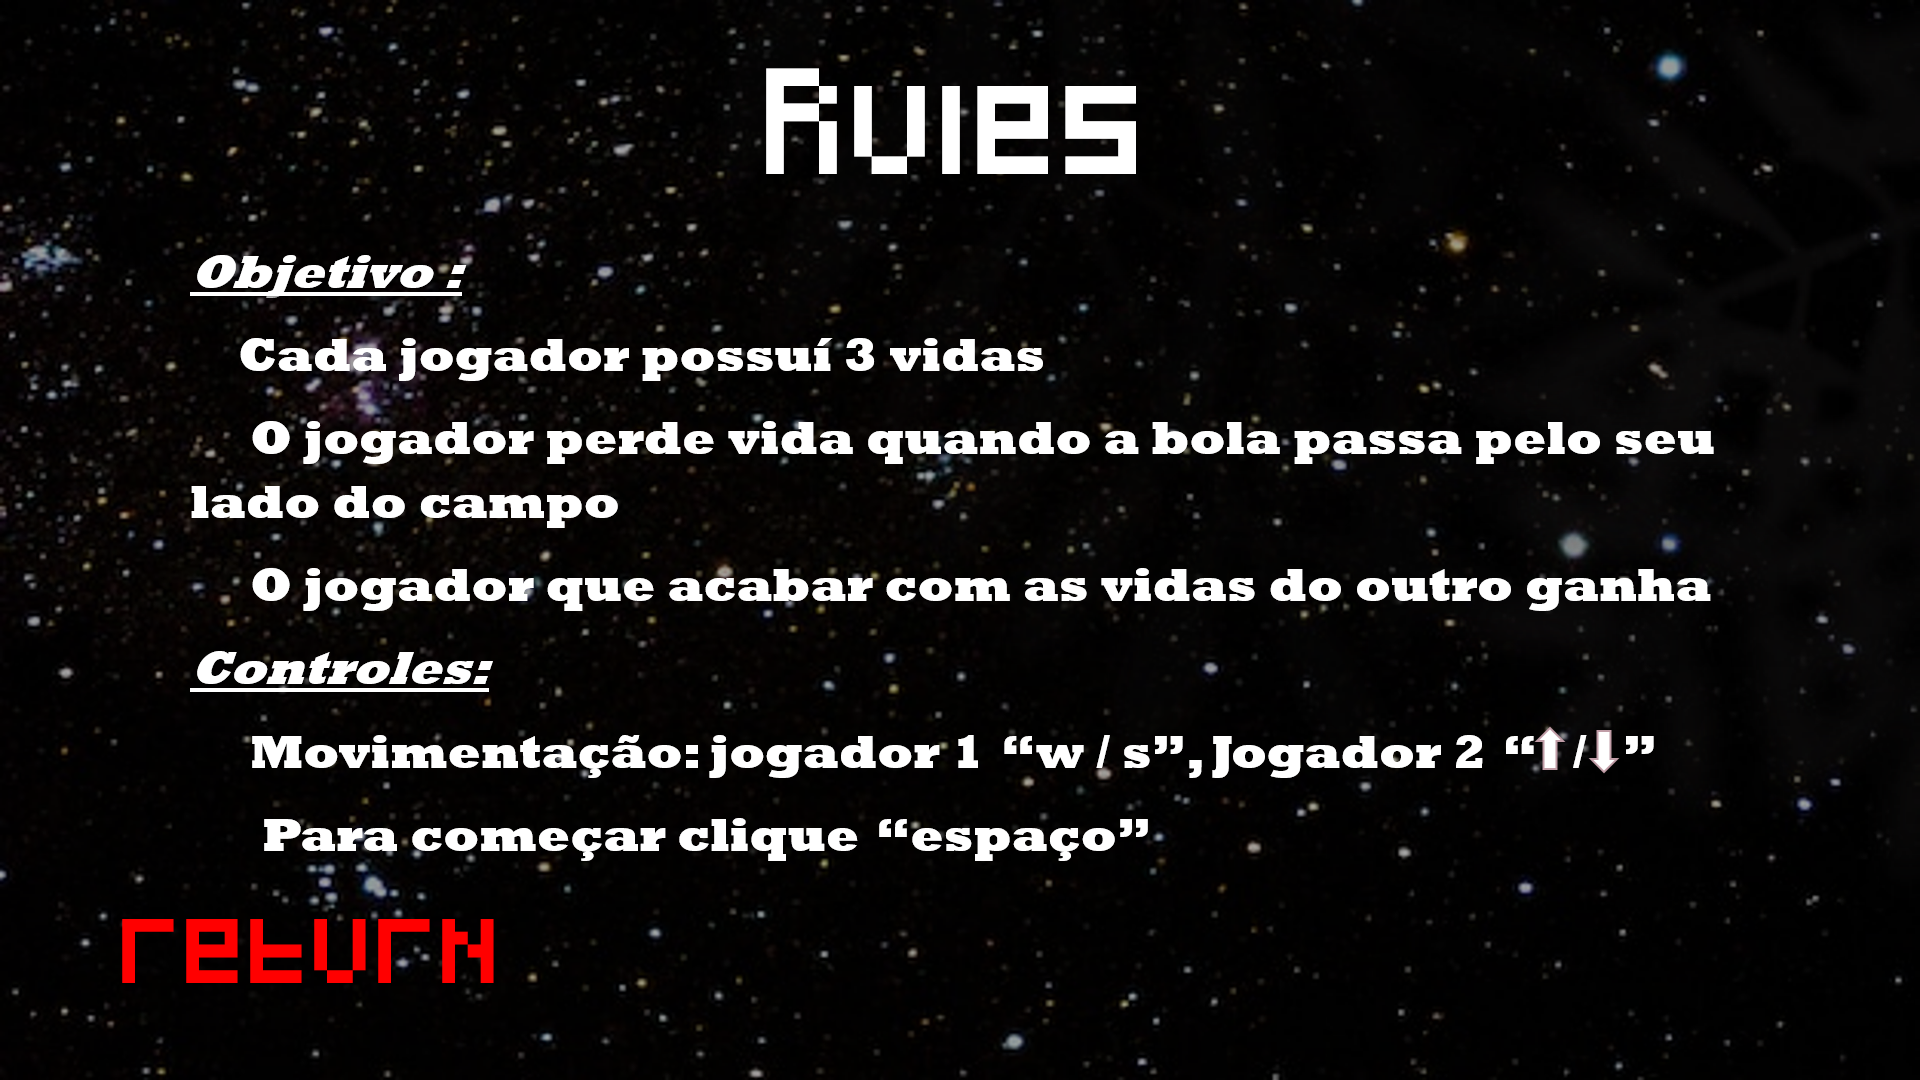 Rules
Objetivo :
Cada jogador possuí 3 vidas
O jogador perde vida quando a bola passa pelo seu
lado do campo
O jogador que acabar com as vidas do outro ganha
Controles:
Movimentação: jogador 1 “w / s”, Jogador 2 “⬆/⬇”
Para começar clique “espaço”
return